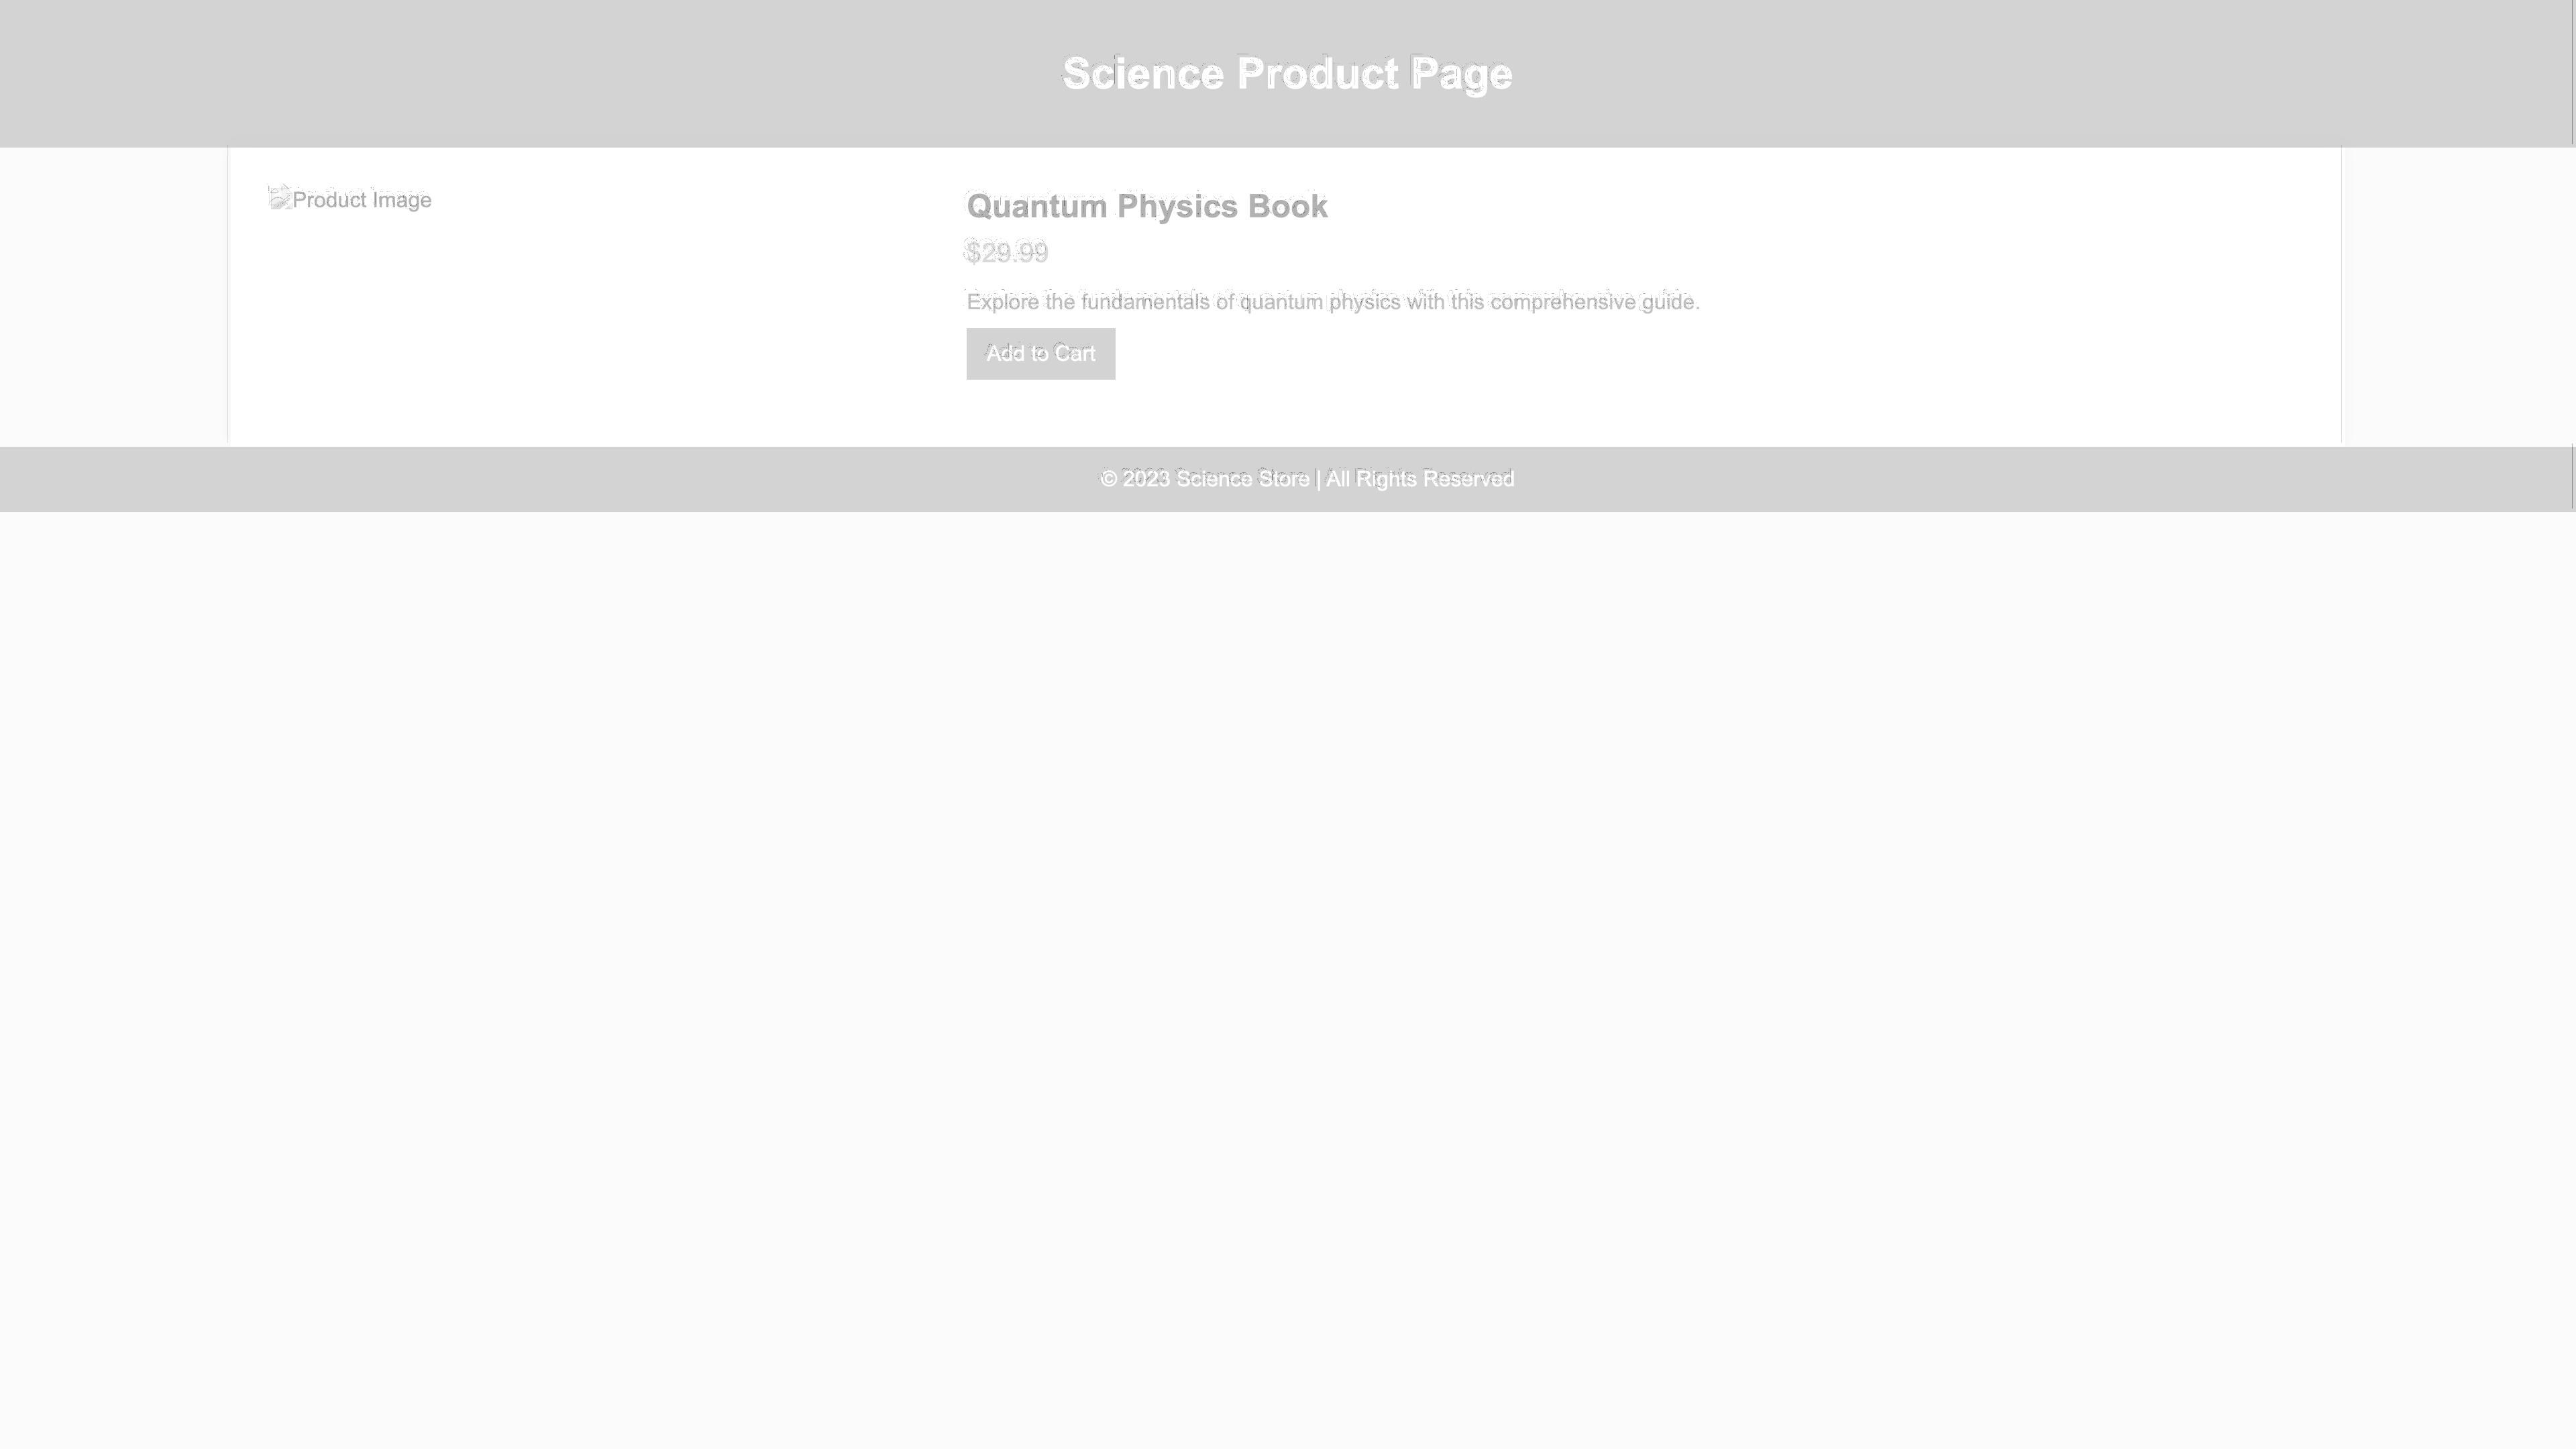 Science Product Page
Product Image
Quantum Physics Book
$29.99
Explore the fundamentals of quantum physics with this comprehensive guide.
Add to Cart
© 2023 Science Store | All Rights Reserved